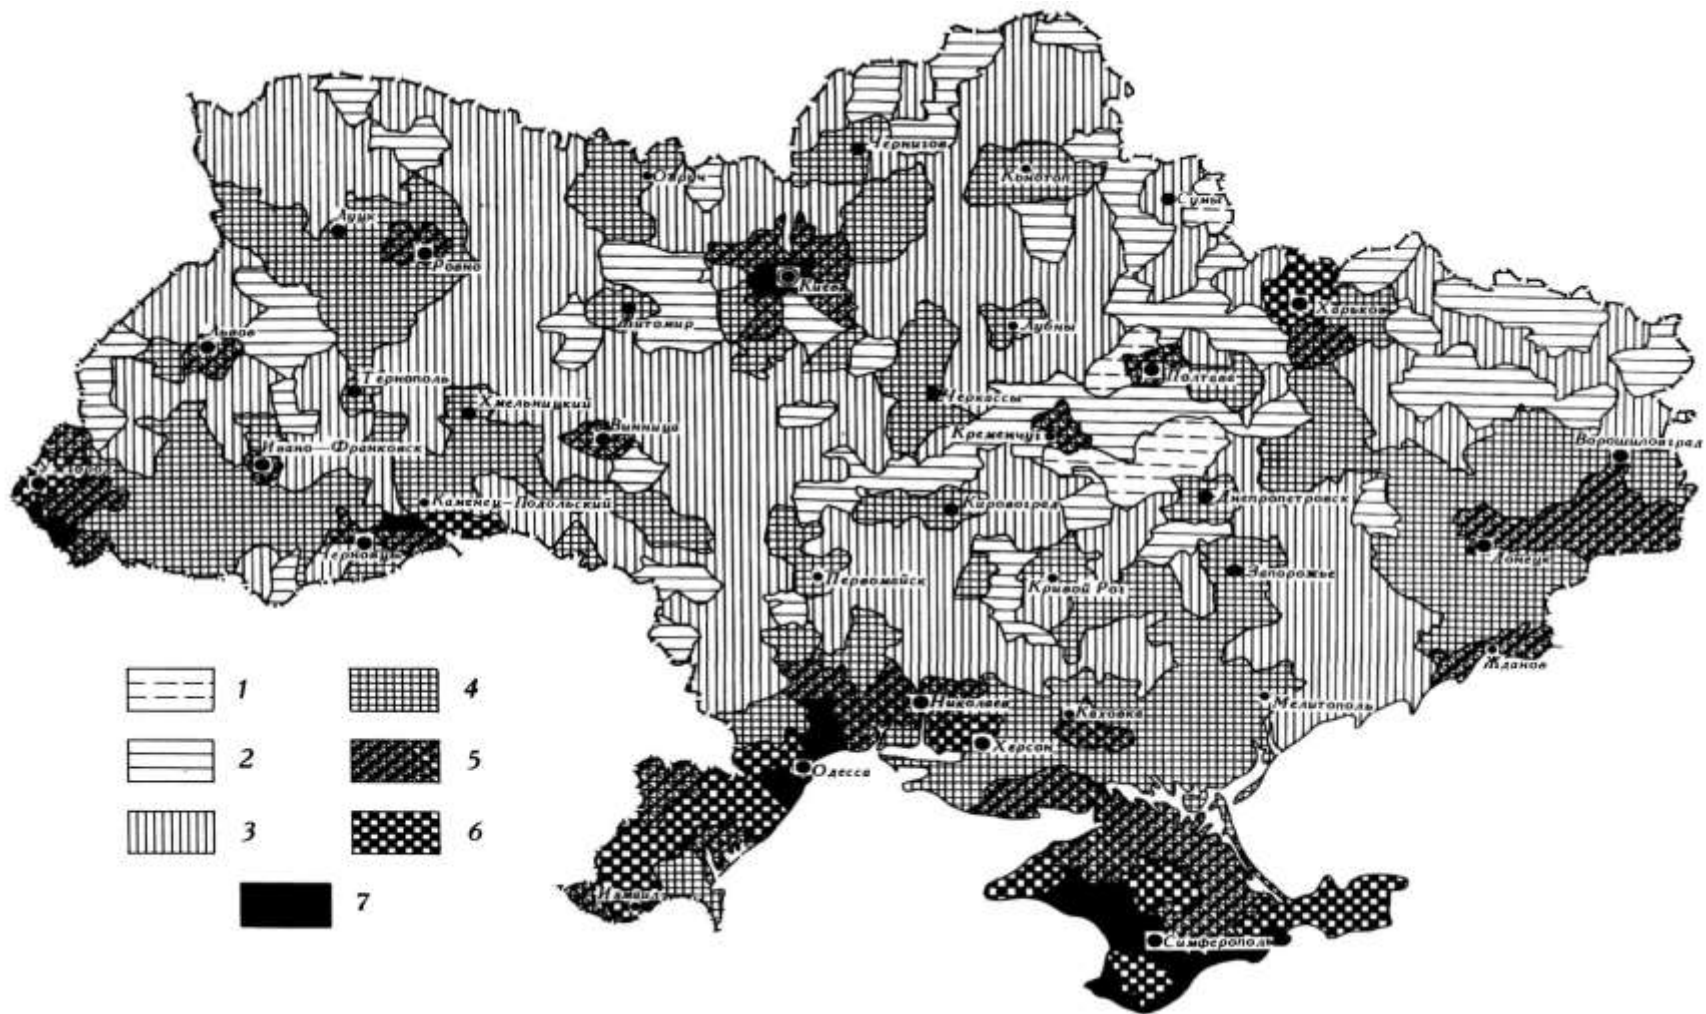 Чернигов
Овруч
Конотоп
Сумы
Луцк
Ровно
Киев
Харьков
Житомир
Лубны
Львов
Тернополь
Полтава
Хмельницкий
Черкассы
Винница
Кременчуг
Ворошиловград
Ивано—Франковск
Ужгород
Каменец—Подольский
Кировоград
Днепропетровск
Черновцы
Донецк
Первомайск
Кривой Рог
Запорожье
Жданов
Николаев
Каховка
Мелитополь
Херсон
Одесса
Измаил
Симферополь
1
2
3
4
5
6
7